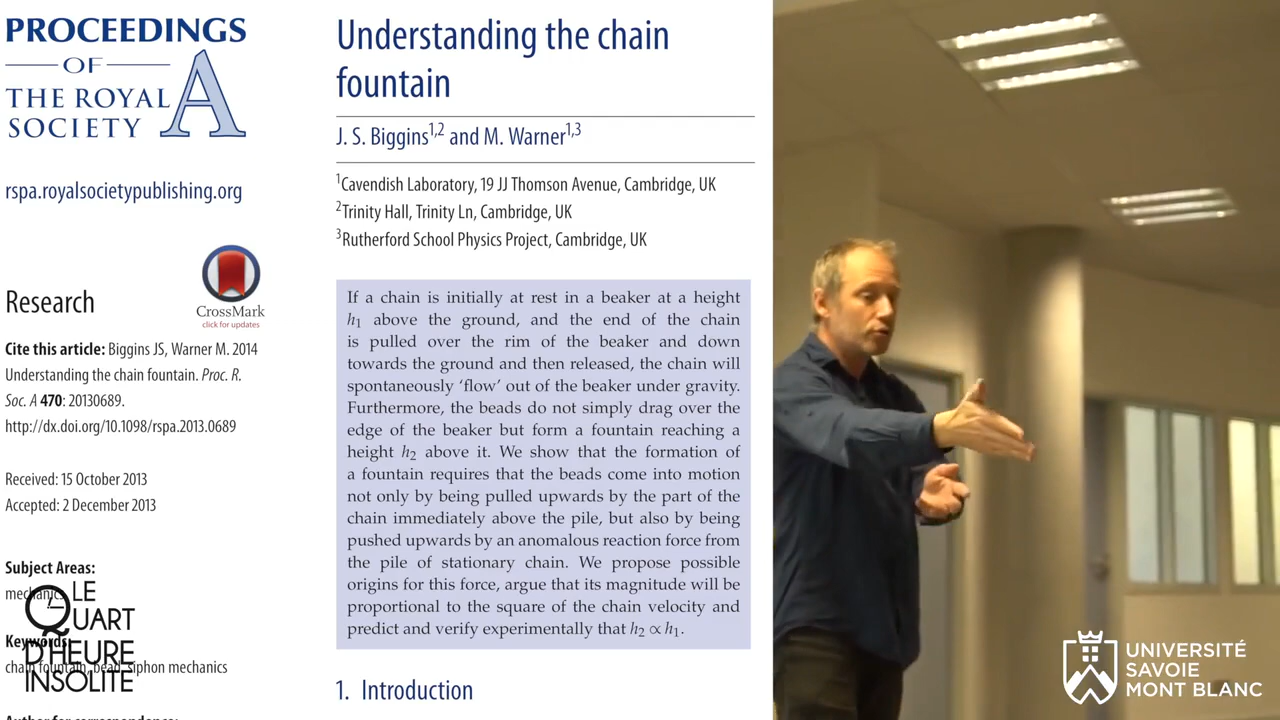 PROCEEDINGS
OF
THE ROYAL
SOCIETY
A
rspa.royalsocietypublishing.org
CrossMark
click for updates
Research
Cite this article: Biggins JS, Warner M. 2014
Understanding the chain fountain. Proc. R.
Soc. A 470: 20130689.
http://dx.doi.org/10.1098/rspa.2013.0689
Received: 15 October 2013
Accepted: 2 December 2013
Subject Areas:
mechanics
Keywords:
chain fountain, bead, siphon mechanics
LE
QUART
D'HEURE
INSOLITE
Understanding the chain
fountain
J. S. Biggins1,2 and M. Warner1,3
1Cavendish Laboratory, 19 JJ Thomson Avenue, Cambridge, UK
2Trinity Hall, Trinity Ln, Cambridge, UK
3Rutherford School Physics Project, Cambridge, UK
If a chain is initially at rest in a beaker at a height
h1 above the ground, and the end of the chain
is pulled over the rim of the beaker and down
towards the ground and then released, the chain will
spontaneously ‘flow’ out of the beaker under gravity.
Furthermore, the beads do not simply drag over the
edge of the beaker but form a fountain reaching a
height h2 above it. We show that the formation of
a fountain requires that the beads come into motion
not only by being pulled upwards by the part of the
chain immediately above the pile, but also by being
pushed upwards by an anomalous reaction force from
the pile of stationary chain. We propose possible
origins for this force, argue that its magnitude will be
proportional to the square of the chain velocity and
predict and verify experimentally that h2 ∝ h1.
1. Introduction
UNIVERSITÉ
SAVOIE
MONT BLANC